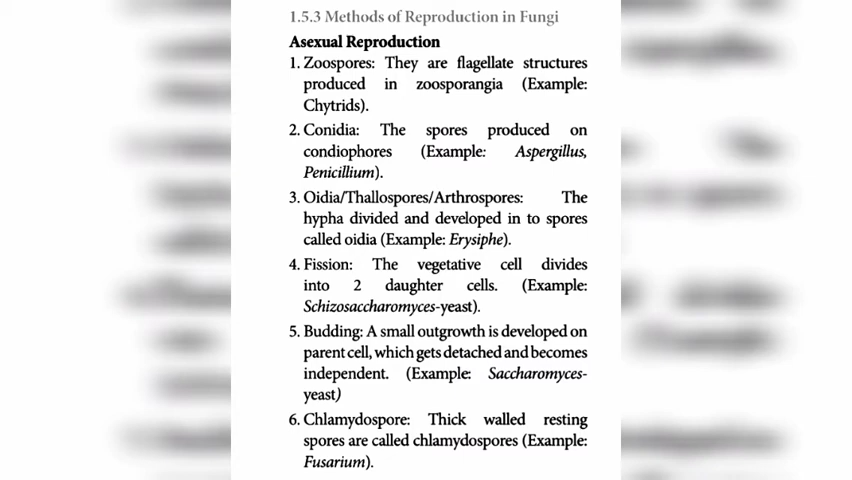 1.5.3 Methods of Reproduction in Fungi
Asexual Reproduction
1. Zoospores: They are flagellate structures
produced in zoosporangia (Example:
Chytrids).
2. Conidia: The spores produced on
condiophores (Example: Aspergillus,
Penicillium).
3. Oidia/Thallospores/Arthrospores: The
hypha divided and developed in to spores
called oidia (Example: Erysiphe).
4. Fission: The vegetative cell divides
into 2 daughter cells. (Example:
Schizosaccharomyces-yeast).
5. Budding: A small outgrowth is developed on
parent cell, which gets detached and becomes
independent. (Example: Saccharomyces-
yeast)
6. Chlamydospore: Thick walled resting
spores are called chlamydospores (Example:
Fusarium).